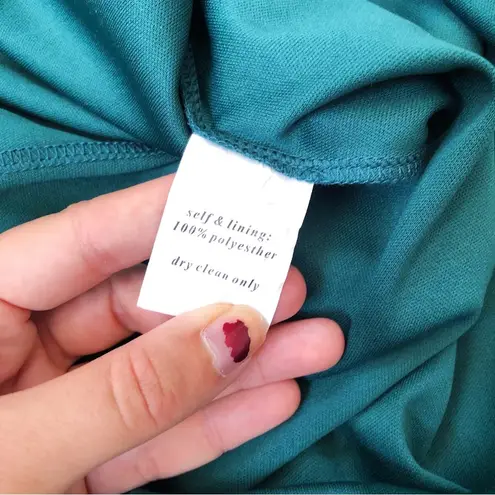 self & lining:
100% polyesther
dry clean only